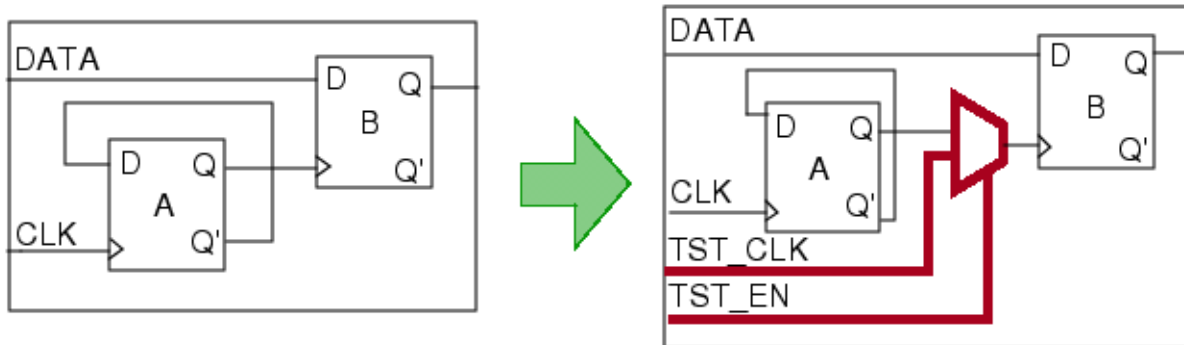 DATA
D Q
B
Q'
D Q
A
Q'
CLK
DATA
D Q
B
Q'
D Q
A
Q'
CLK
TST_CLK
TST_EN